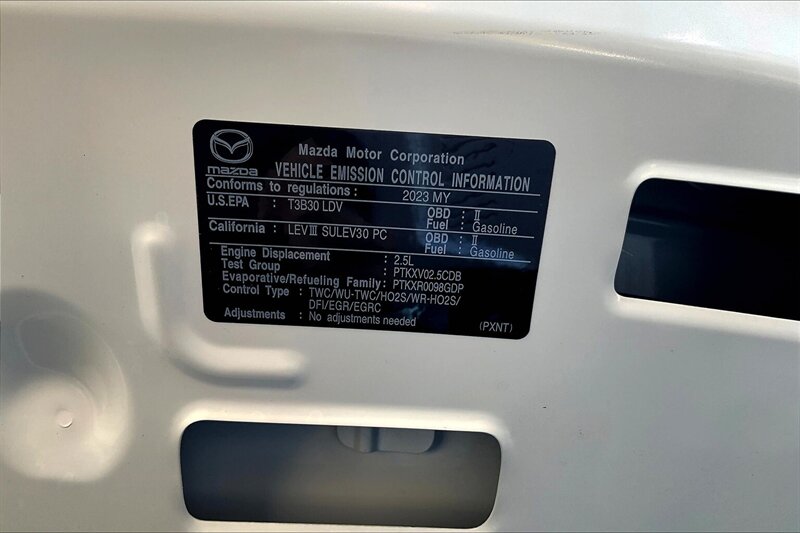 Mazda Motor Corporation
mazda VEHICLE EMISSION CONTROL INFORMATION
Conforms to regulations : 2023 MY
U.S.EPA : T3B30 LDV OBD : II
Fuel : Gasoline
California : LEVⅢ SULEV30 PC OBD : II
Fuel : Gasoline
Engine Displacement : 2.5L
Test Group : PTKXV02.5CDB
Evaporative/Refueling Family: PTKXR0098GDP
Control Type : TWC/WU-TWC/HO2S/WR-HO2S/
DFI/EGR/EGRC
Adjustments : No adjustments needed (PXNT)